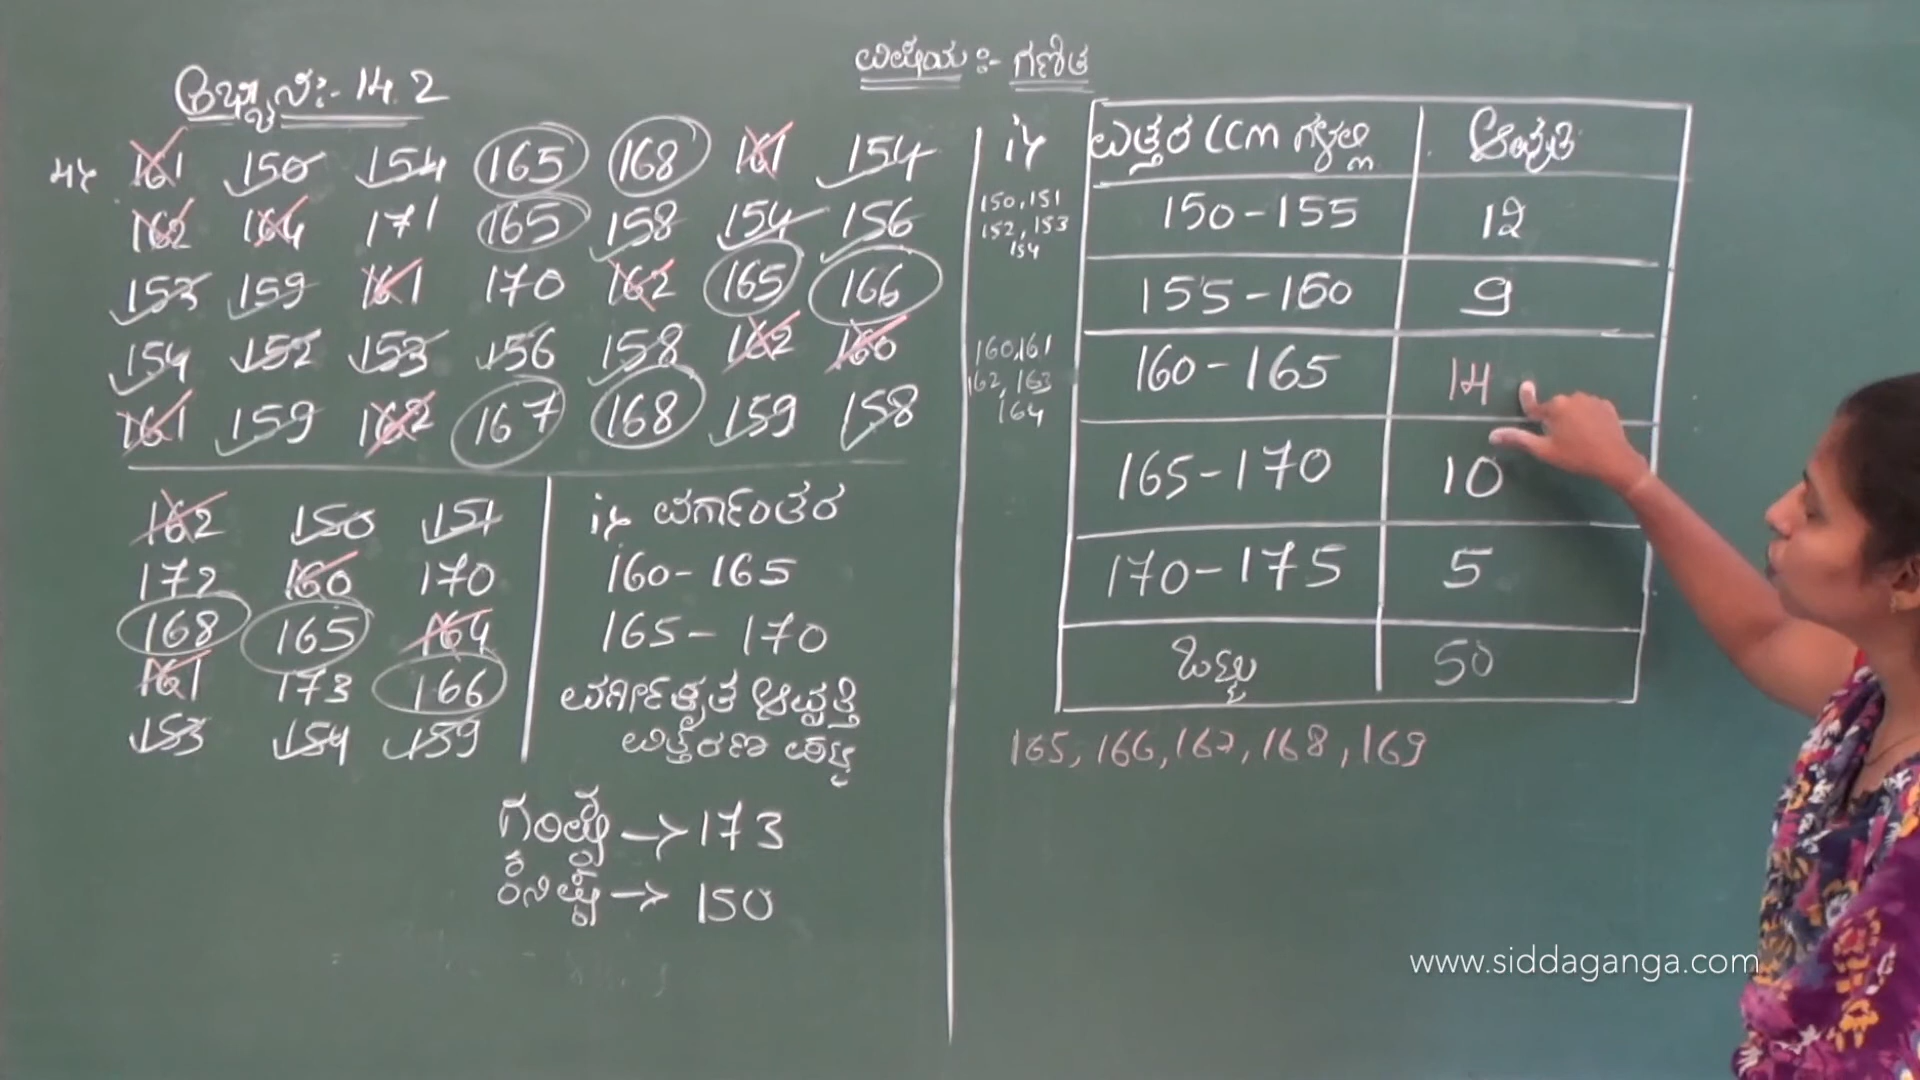 ವಿಷಯ :- ಗಣಿತ
ಅಭ್ಯಾಸ :- 14.2
161 150 154 165 168 161 154
162 164 171 165 158 154 156
153 159 161 170 162 165 166
154 152 153 156 158 162 160
161 159 162 167 168 159 158
162 150 151
172 160 170
168 165 164
161 173 166
153 154 159
i, ವರ್ಗಾಂತರ
160 - 165
165 - 170
ವರ್ಗೀಕೃತ ಆವೃತ್ತಿ
ವಿತ್ತರಣಾ ಪಟ್ಟಿ
ಗರಿಷ್ಠ → 173
ಕನಿಷ್ಠ → 150
150, 151
152, 153
154
160, 161
162, 163
164
ಎತ್ತರ (cm ಗಳಲ್ಲಿ ಆವೃತ್ತಿ
150 - 155 12
155 - 160 9
160 - 165 14
165 - 170 10
170 - 175 5
ಒಟ್ಟು 50
165, 166, 167, 168, 169
www.siddaganga.com